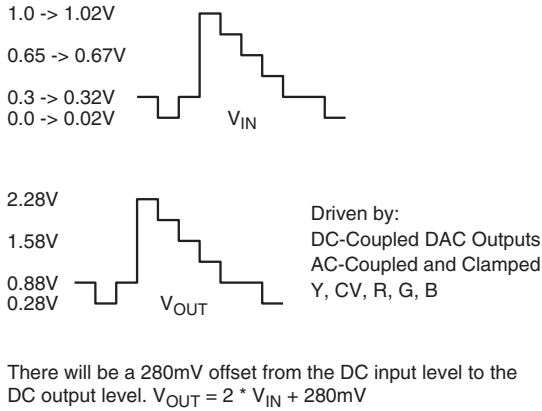 1.0 -> 1.02V
0.65 -> 0.67V
0.3 -> 0.32V
0.0 -> 0.02V
VIN
2.28V
1.58V
0.88V
0.28V
VOUT
Driven by:
DC-Coupled DAC Outputs
AC-Coupled and Clamped
Y, CV, R, G, B
There will be a 280mV offset from the DC input level to the
DC output level. VOUT = 2 * VIN + 280mV